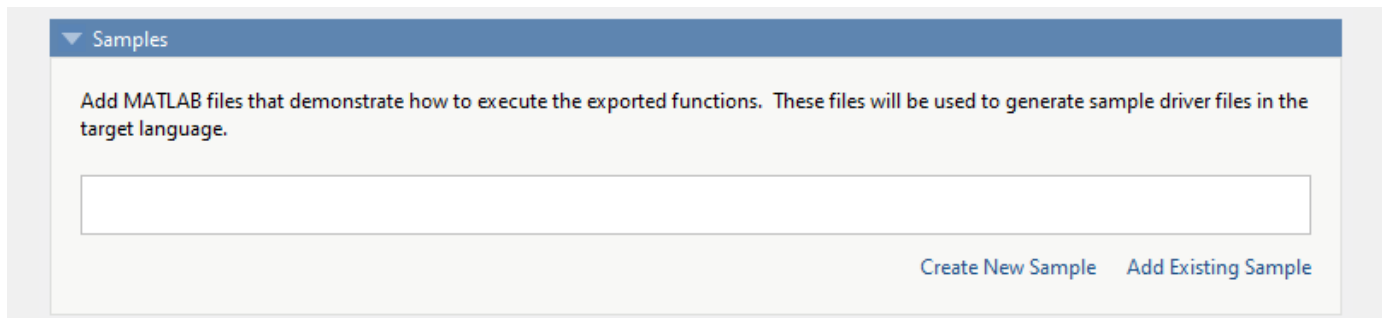 Samples
Add MATLAB files that demonstrate how to execute the exported functions.  These files will be used to generate sample driver files in the
target language.
Create New Sample    Add Existing Sample